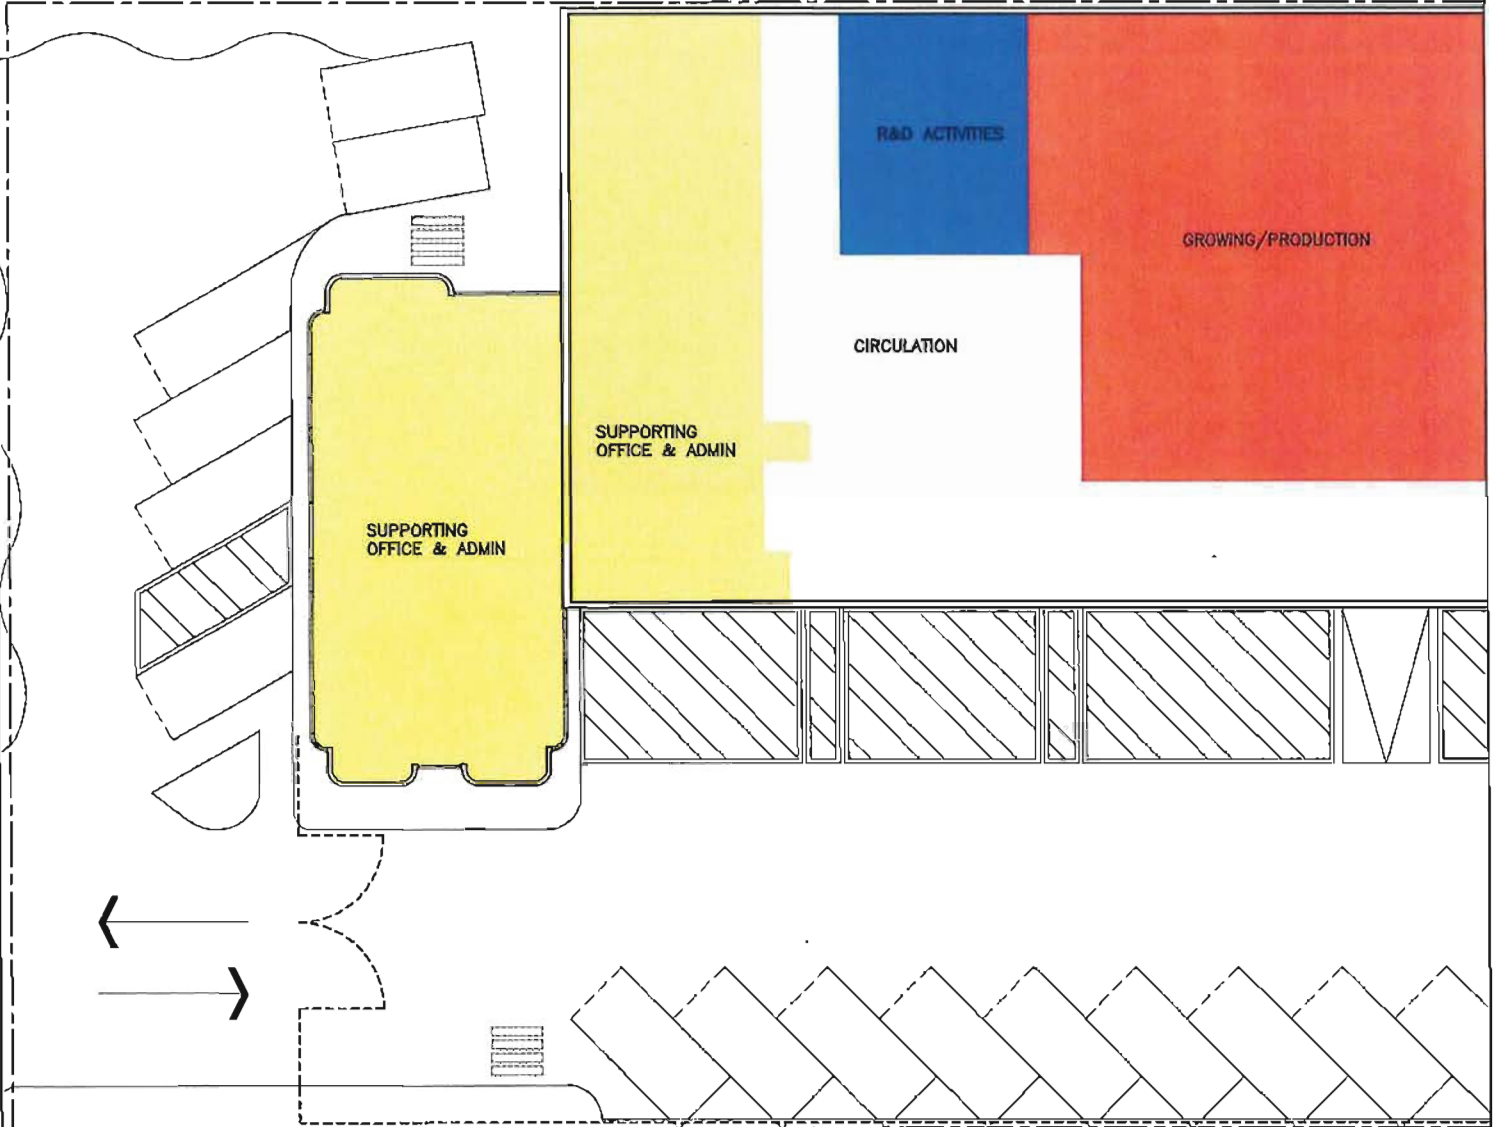 R&D ACTIVITIES
GROWING/PRODUCTION
CIRCULATION
SUPPORTING
OFFICE & ADMIN
SUPPORTING
OFFICE & ADMIN